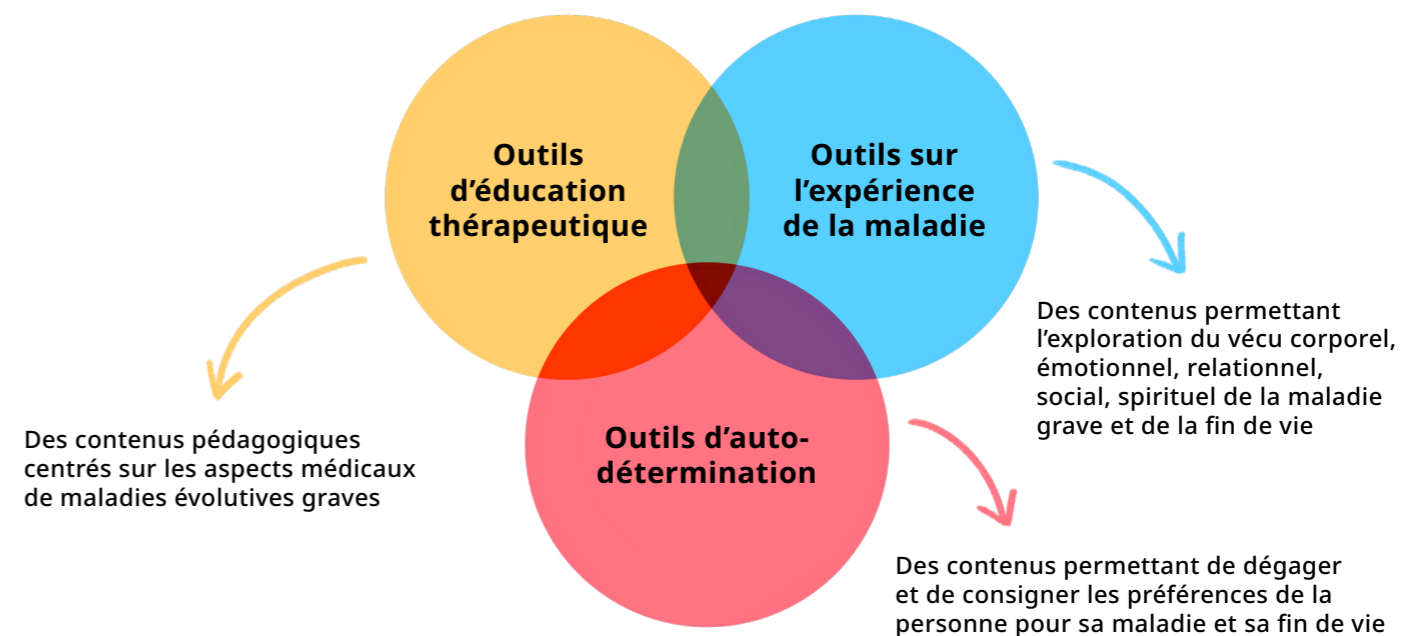 Outils
d’éducation
thérapeutique
Outils sur
l’expérience
de la maladie
Outils d’auto-
détermination
Des contenus pédagogiques
centrés sur les aspects médicaux
de maladies évolutives graves
Des contenus permettant
l’exploration du vécu corporel,
émotionnel, relationnel,
social, spirituel de la maladie
grave et de la fin de vie
Des contenus permettant de dégager
et de consigner les préférences de la
personne pour sa maladie et sa fin de vie